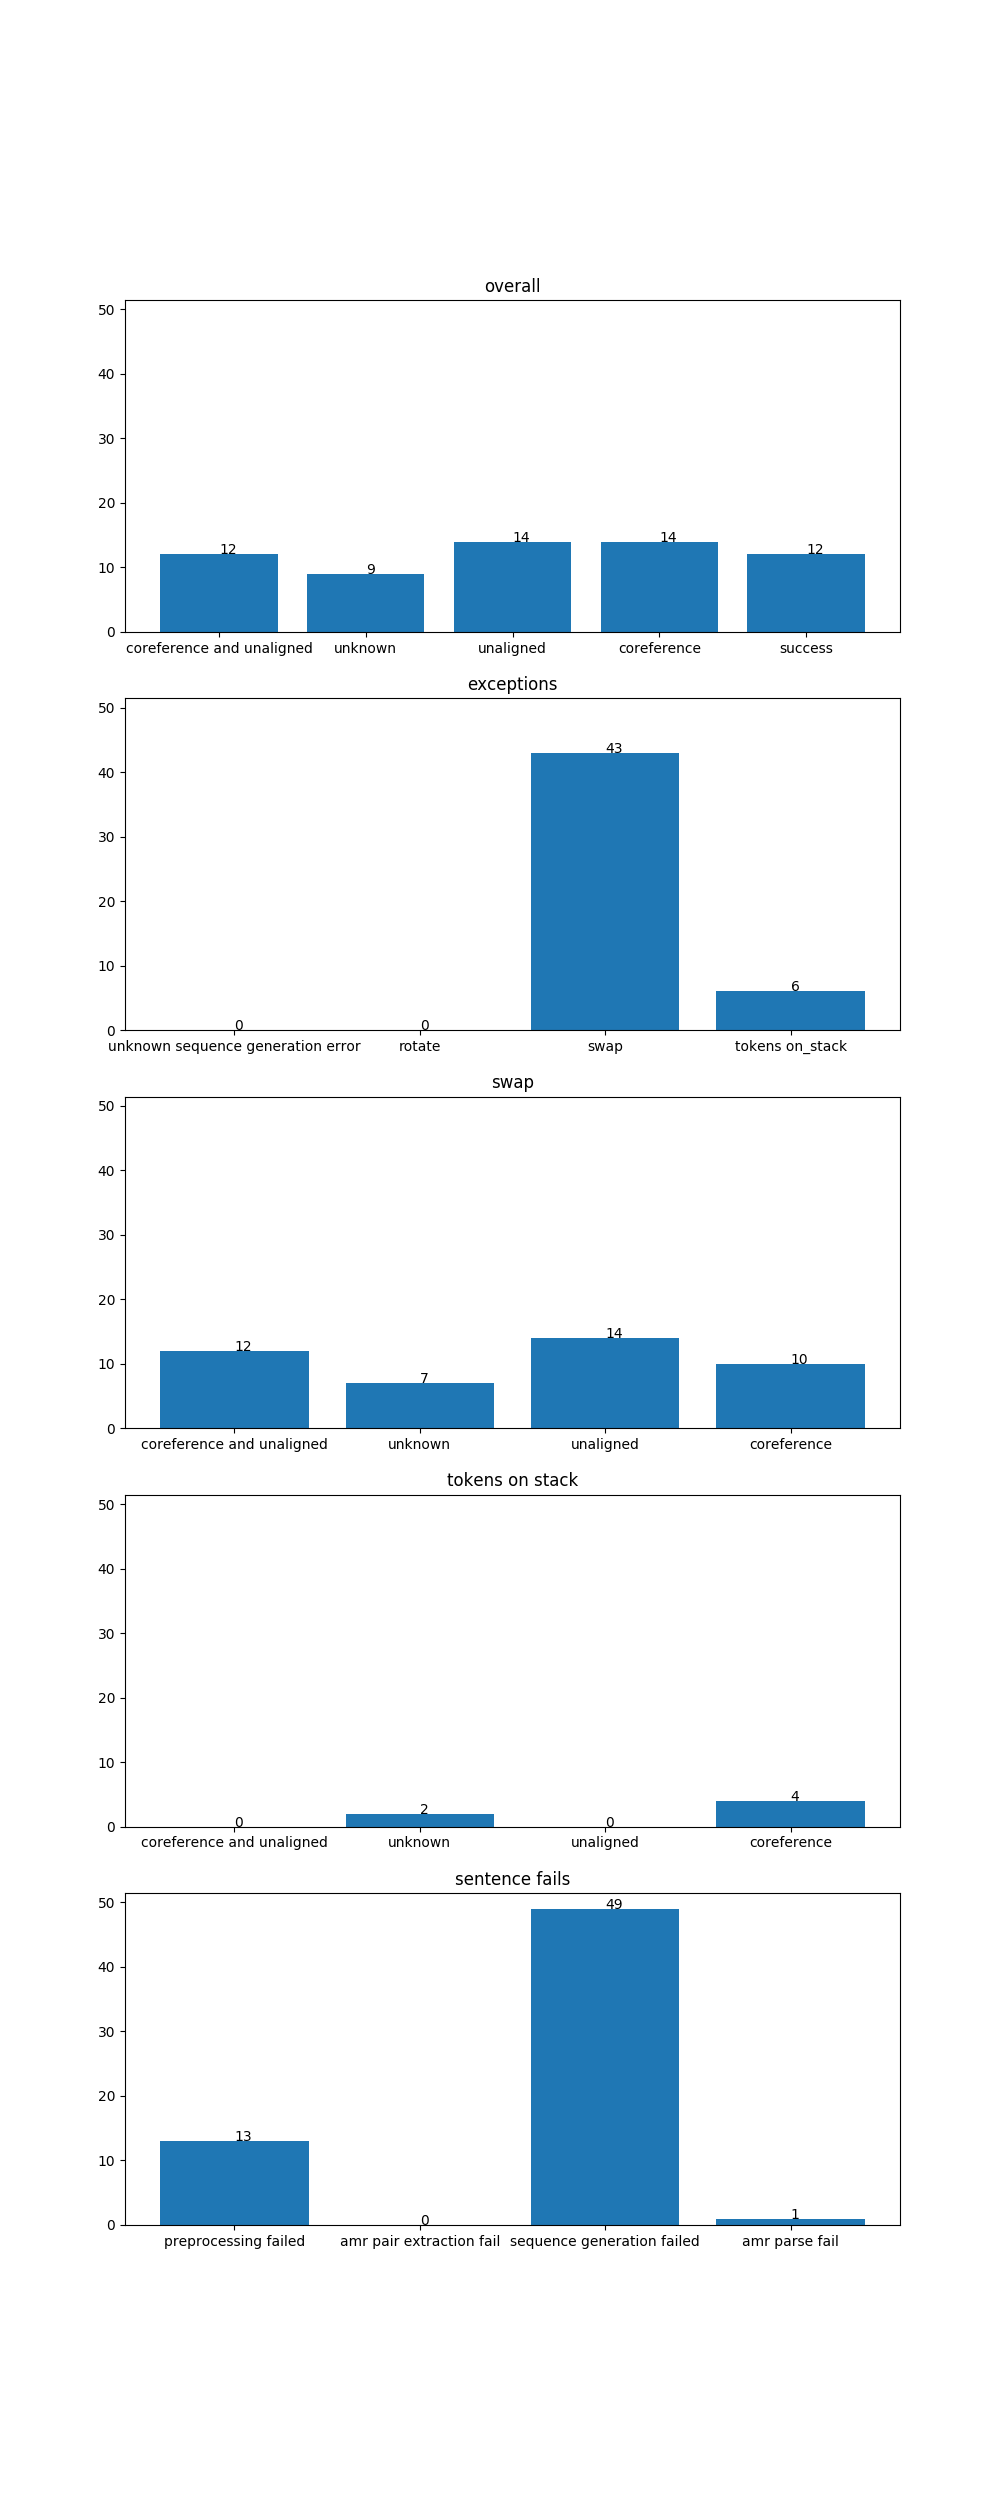 overall
50
40
30
20
10
0
12 9 14 14 12
coreference and unaligned unknown unaligned coreference success
exceptions
50
40
30
20
10
0
0 0 43 6
unknown sequence generation error rotate swap tokens on_stack
swap
50
40
30
20
10
0
12 7 14 10
coreference and unaligned unknown unaligned coreference
tokens on stack
50
40
30
20
10
0
0 2 0 4
coreference and unaligned unknown unaligned coreference
sentence fails
50
40
30
20
10
0
13 0 49 1
preprocessing failed amr pair extraction fail sequence generation failed amr parse fail